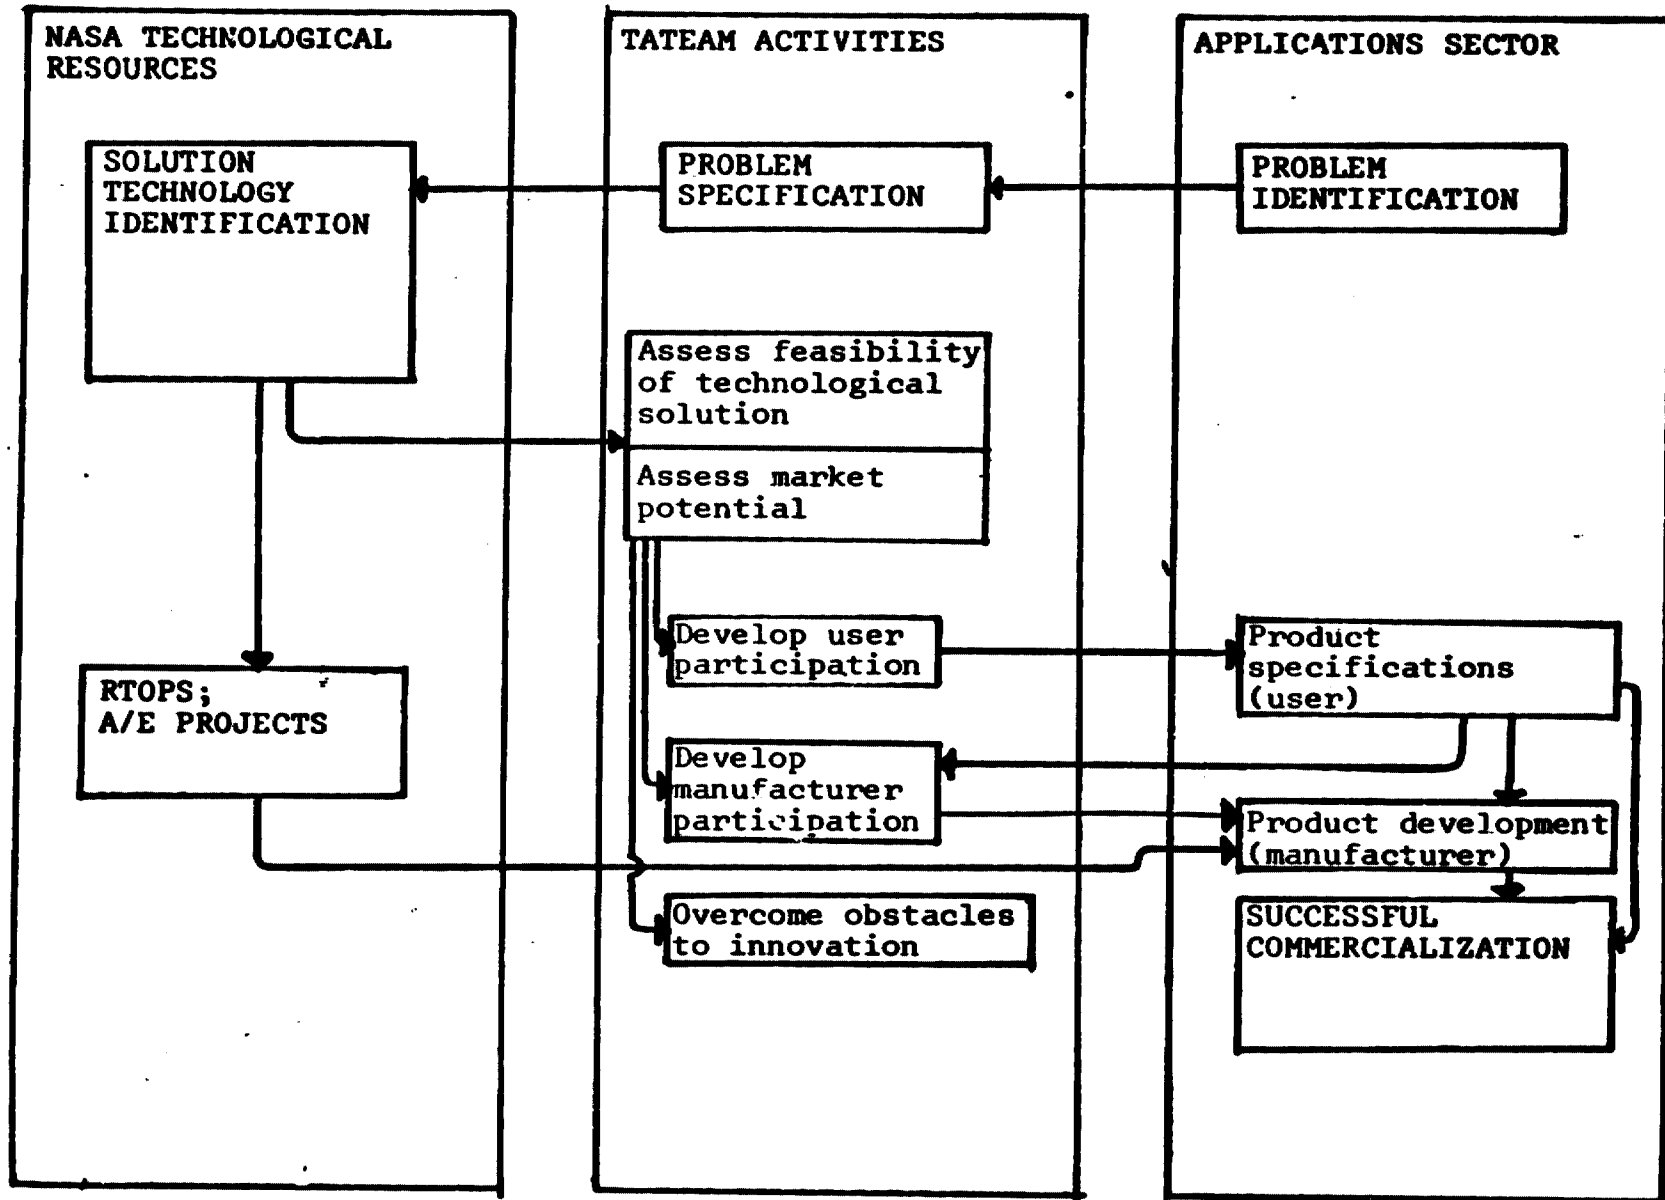 NASA TECHNOLOGICAL
RESOURCES
SOLUTION
TECHNOLOGY
IDENTIFICATION
RTOPS;
A/E PROJECTS
TATEAM ACTIVITIES
PROBLEM
SPECIFICATION
Assess feasibility
of technological
solution
Assess market
potential
Develop user
participation
Develop
manufacturer
participation
Overcome obstacles
to innovation
APPLICATIONS SECTOR
PROBLEM
IDENTIFICATION
Product
specifications
(user)
Product development
(manufacturer)
SUCCESSFUL
COMMERCIALIZATION